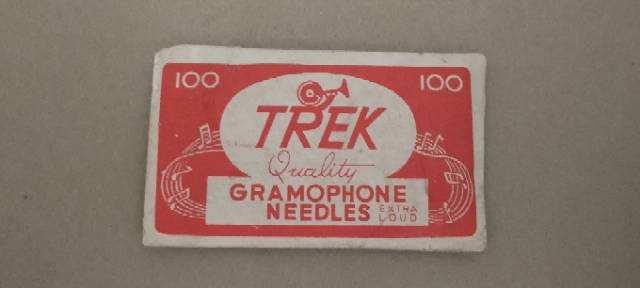 100 100
TREK
Quality
GRAMOPHONE
NEEDLES EXTRA
LOUD